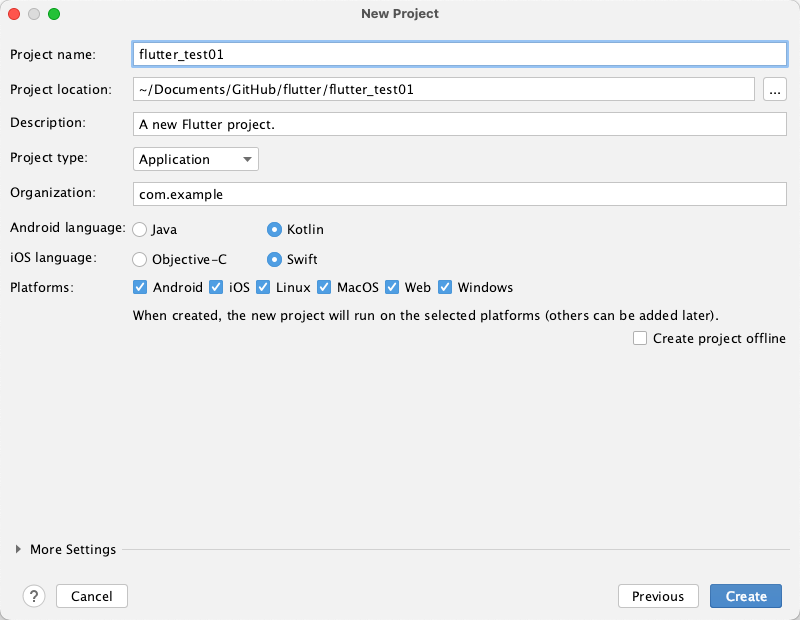 New Project
Project name: flutter_test01
Project location: ~/Documents/GitHub/flutter/flutter_test01 ...
Description: A new Flutter project.
Project type: Application
Organization: com.example
Android language: Java Kotlin
iOS language: Objective-C Swift
Platforms: Android iOS Linux MacOS Web Windows
When created, the new project will run on the selected platforms (others can be added later).
Create project offline
More Settings
? Cancel Previous Create